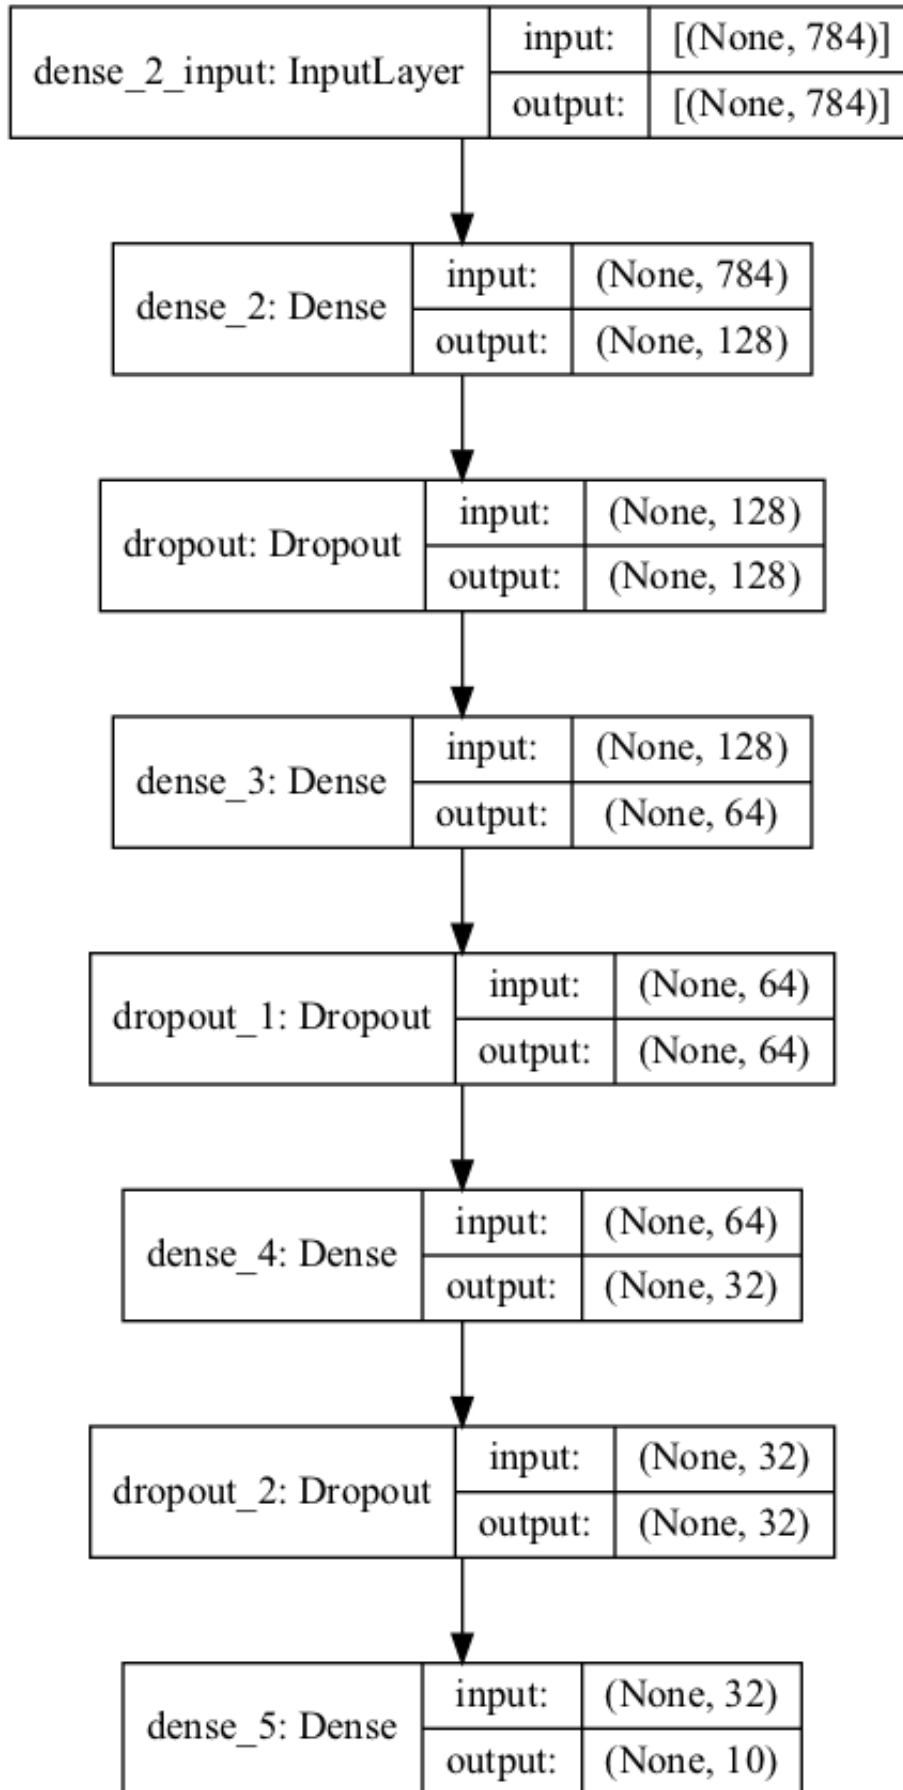 dense_2_input: InputLayer
input: [(None, 784)]
output: [(None, 784)]
dense_2: Dense
input: (None, 784)
output: (None, 128)
dropout: Dropout
input: (None, 128)
output: (None, 128)
dense_3: Dense
input: (None, 128)
output: (None, 64)
dropout_1: Dropout
input: (None, 64)
output: (None, 64)
dense_4: Dense
input: (None, 64)
output: (None, 32)
dropout_2: Dropout
input: (None, 32)
output: (None, 32)
dense_5: Dense
input: (None, 32)
output: (None, 10)